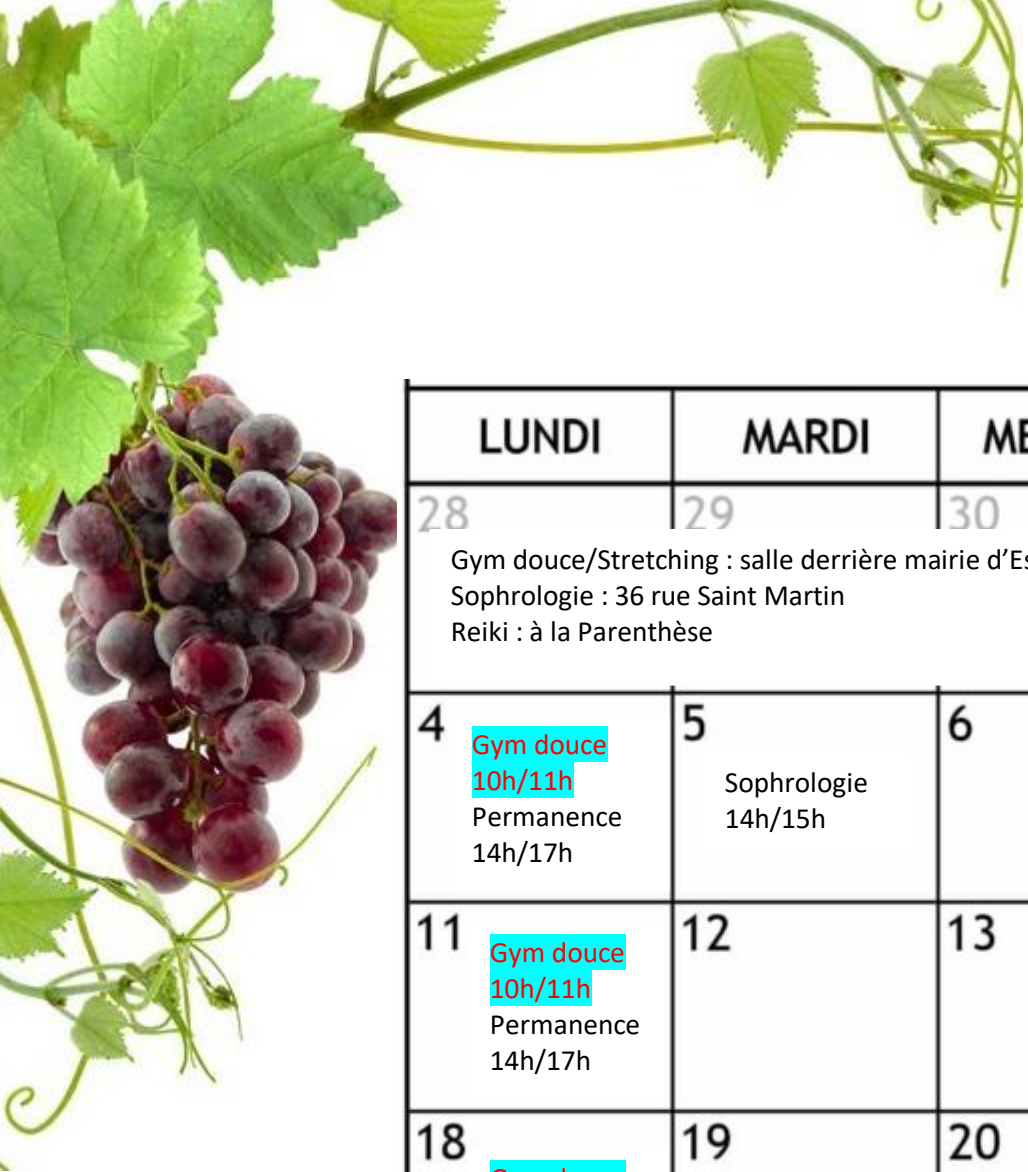 LUNDI MARDI
28 29 30
Gym douce/Stretching : salle derrière mairie
Sophrologie : 36 rue Saint Martin
Reiki : à la Parenthèse
4 5 6
Gym douce
10h/11h
Permanence
14h/17h
Sophrologie
14h/15h
11 12 13
Gym douce
10h/11h
Permanence
14h/17h
18 19 20